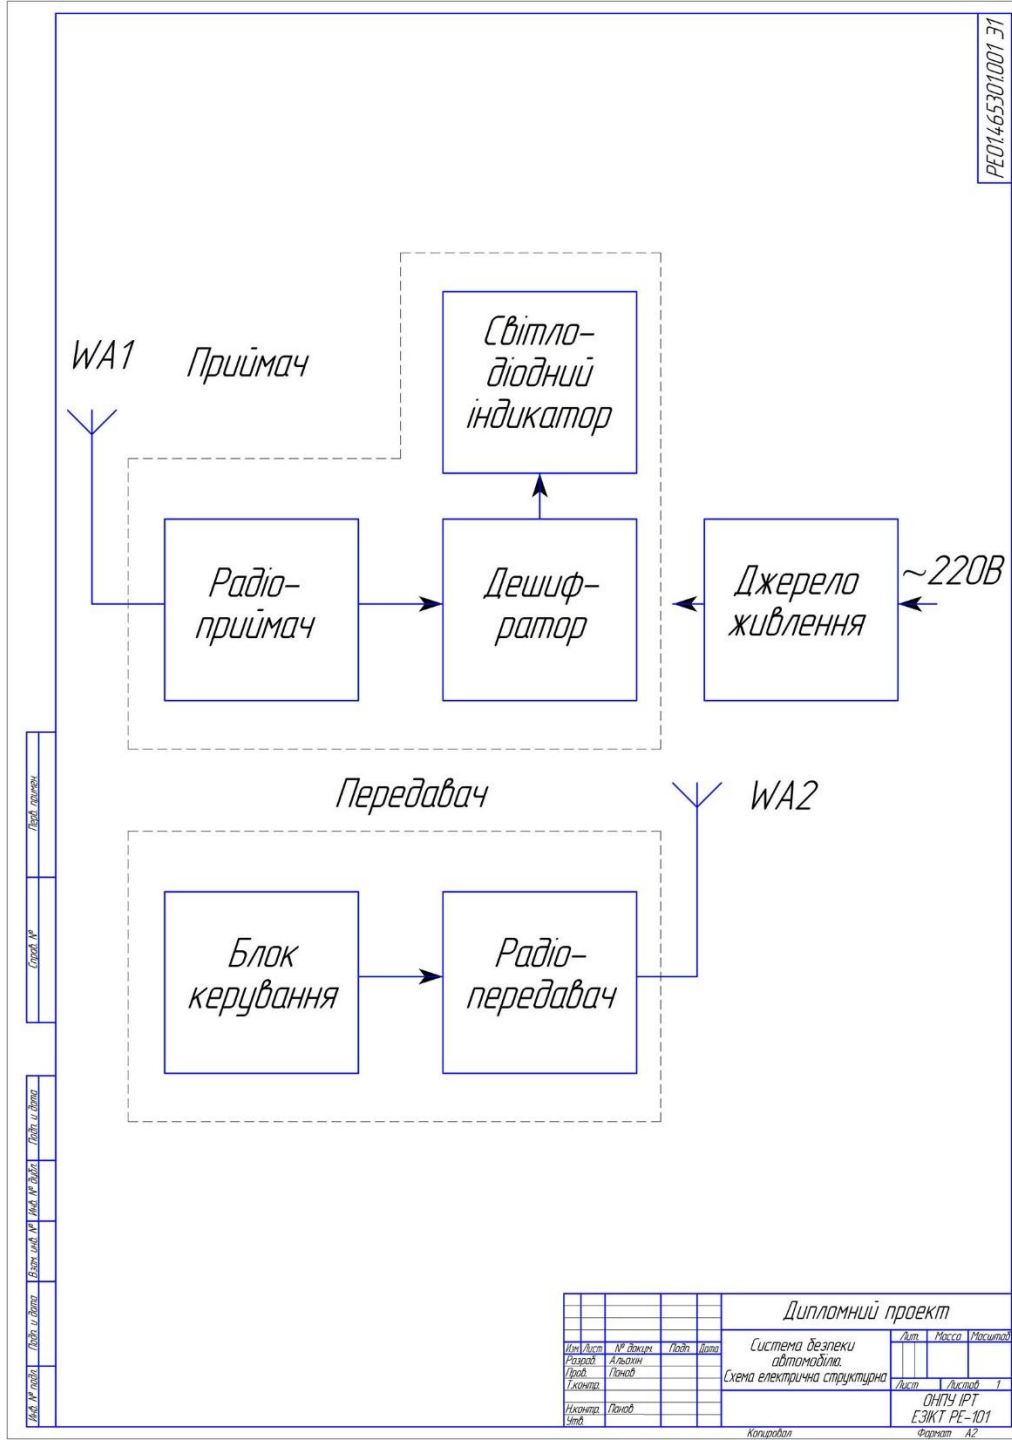 РЕ01.465301.001 Э1
WA1
Приймач
Світло-
діодний
індикатор
Радіо-
приймач
Дешиф-
ратор
Джерело
живлення
~220В
Передавач
WA2
Блок
керування
Радіо-
передавач
Перв. примен.
Справ. №
Подп. и дата
Инв. № дубл.
Взам. инв. №
Подп. и дата
Инв. № подл.
Дипломний проект
Изм. Лист № докум. Подп. Дата
Разраб. Альохін
Пров. Панов
Т.контр.
Н.контр. Панов
Утв.
Система безпеки
автомобілю.
Схема електрична структурна
Лит. Масса Масштаб
Лист Листов 1
ОНПУ ІРТ
ЕЗІКТ РЕ-101
Копировал Формат А2